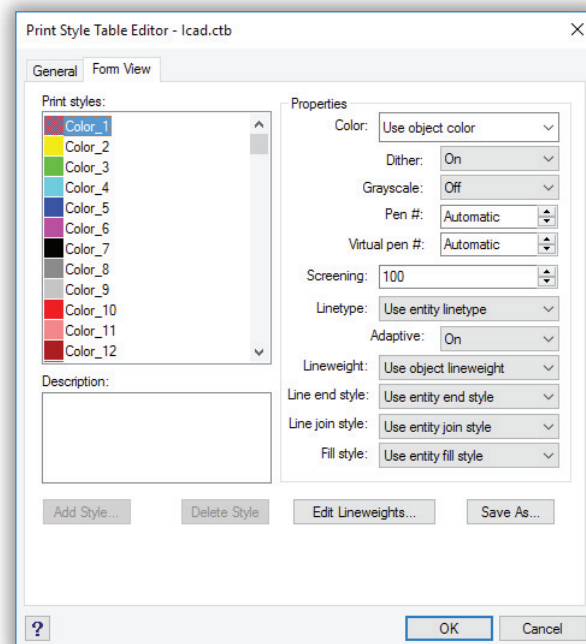 Print Style Table Editor - Icad.ctb
General
Form View
Print styles:
Color_1
Color_2
Color_3
Color_4
Color_5
Color_6
Color_7
Color_8
Color_9
Color_10
Color_11
Color_12
Description:
Properties
Color: Use object color
Dither: On
Grayscale: Off
Pen #: Automatic
Virtual pen #: Automatic
Screening: 100
Linetype: Use entity linetype
Adaptive: On
Lineweight: Use object lineweight
Line end style: Use entity end style
Line join style: Use entity join style
Fill style: Use entity fill style
Add Style... Delete Style Edit Lineweights... Save As...
? OK Cancel